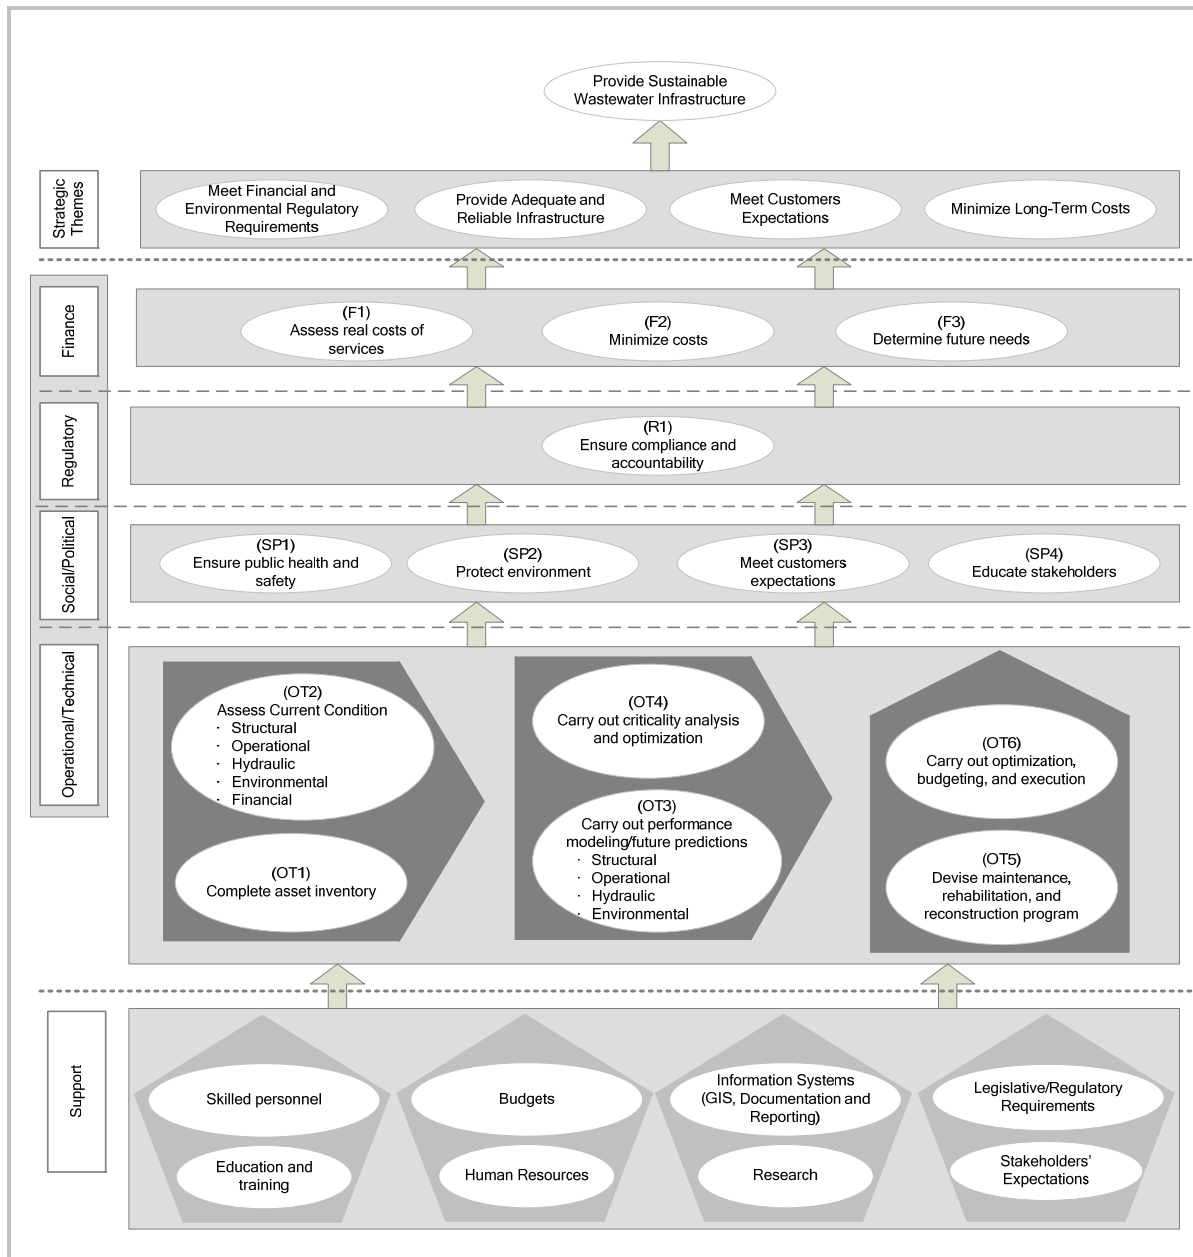 Provide Sustainable
Wastewater Infrastructure
Strategic
Themes
Meet Financial and
Environmental Regulatory
Requirements
Provide Adequate and
Reliable Infrastructure
Meet Customers
Expectations
Minimize Long-Term Costs
Finance
(F1)
Assess real costs of
services
(F2)
Minimize costs
(F3)
Determine future needs
Regulatory
(R1)
Ensure compliance and
accountability
Social/Political
(SP1)
Ensure public health and
safety
(SP2)
Protect environment
(SP3)
Meet customers
expectations
(SP4)
Educate stakeholders
Operational/Technical
(OT2)
Assess Current Condition
· Structural
· Operational
· Hydraulic
· Environmental
· Financial
(OT1)
Complete asset inventory
(OT4)
Carry out criticality analysis
and optimization
(OT3)
Carry out performance
modeling/future predictions
· Structural
· Operational
· Hydraulic
· Environmental
(OT6)
Carry out optimization,
budgeting, and execution
(OT5)
Devise maintenance,
rehabilitation, and
reconstruction program
Support
Skilled personnel
Education and
training
Budgets
Human Resources
Information Systems
(GIS, Documentation and
Reporting)
Research
Legislative/Regulatory
Requirements
Stakeholders'
Expectations